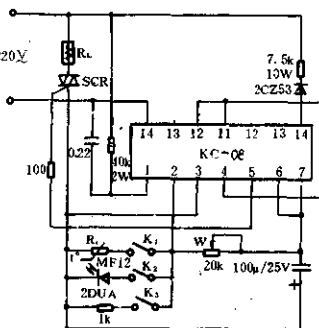 220V
RL
SCR
7.5k
10W
2CZ53
14 13 12 11 12 13 14
KC-08
1 2 3 4 5 6 7
0.22
40k
2W
100
Rt
t°
MF12
K1
K2
2DUA
K3
1k
W
20k
100μ/25V
+